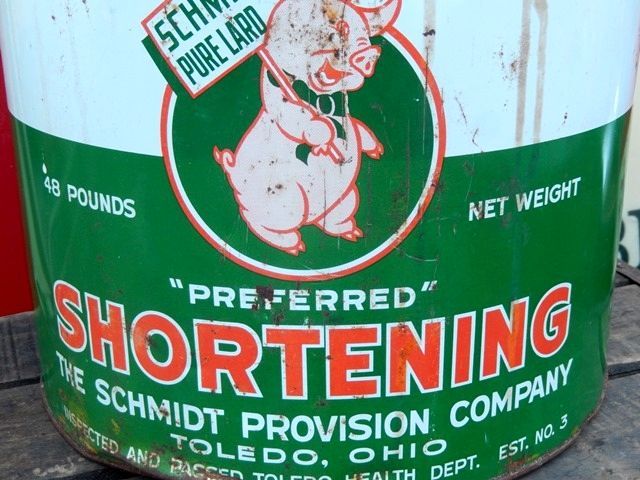 PURE LARD
48 POUNDS
NET WEIGHT
"PREFERRED"
SHORTENING
THE SCHMIDT PROVISION COMPANY
TOLEDO, OHIO
INSPECTED AND PASSED TOLEDO HEALTH DEPT. EST. NO. 3